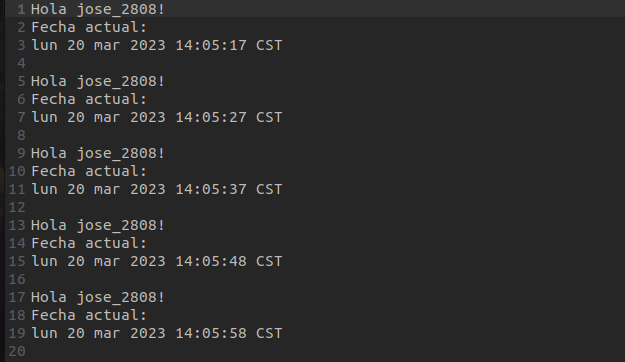 1 Hola jose_2808!
2 Fecha actual:
3 lun 20 mar 2023 14:05:17 CST
4
5 Hola jose_2808!
6 Fecha actual:
7 lun 20 mar 2023 14:05:27 CST
8
9 Hola jose_2808!
10 Fecha actual:
11 lun 20 mar 2023 14:05:37 CST
12
13 Hola jose_2808!
14 Fecha actual:
15 lun 20 mar 2023 14:05:48 CST
16
17 Hola jose_2808!
18 Fecha actual:
19 lun 20 mar 2023 14:05:58 CST
20